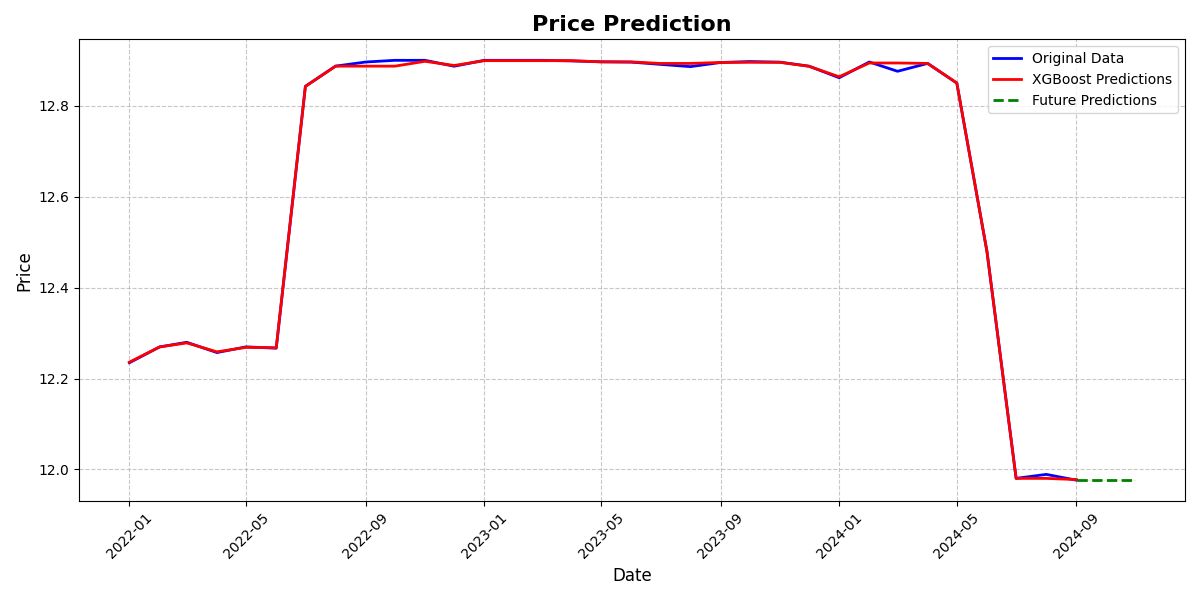 Price Prediction
Original Data
XGBoost Predictions
Future Predictions
Price
12.8
12.6
12.4
12.2
12.0
2022-01
2022-05
2022-09
2023-01
2023-05
2023-09
2024-01
2024-05
2024-09
Date